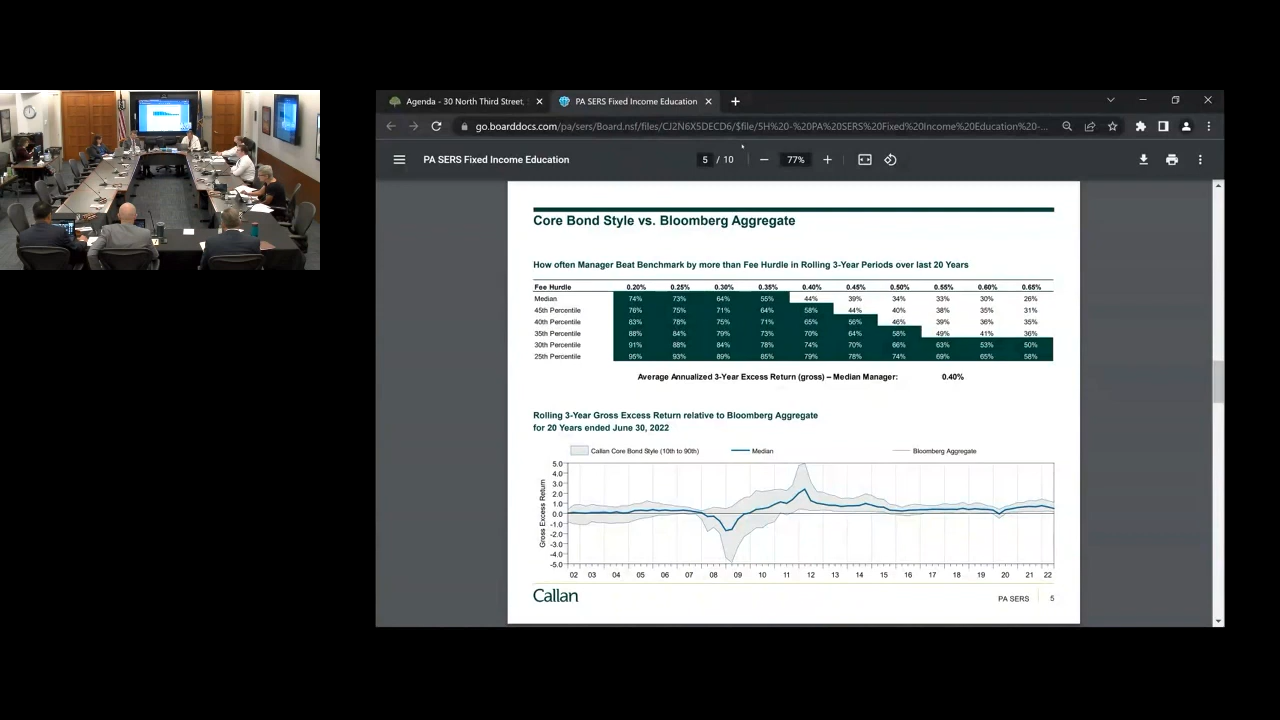 Agenda - 30 North Third Street,
PA SERS Fixed Income Education
go.boarddocs.com/pa/sers/Board.nsf/files/CJ2N6X5DECD6/$file/5H%20-%20PA%20SERS%20Fixed%20Income%20Education%20-...
PA SERS Fixed Income Education
5 / 10
77%
Core Bond Style vs. Bloomberg Aggregate
How often Manager Beat Benchmark by more than Fee Hurdle in Rolling 3-Year Periods over last 20 Years
Fee Hurdle 0.20% 0.25% 0.30% 0.35% 0.40% 0.45% 0.50% 0.55% 0.60% 0.65%
Median 74% 73% 64% 55% 44% 39% 34% 33% 30% 26%
45th Percentile 76% 75% 71% 64% 58% 44% 40% 38% 35% 31%
40th Percentile 83% 78% 75% 71% 65% 56% 46% 39% 36% 35%
35th Percentile 88% 84% 79% 73% 70% 64% 58% 49% 41% 36%
30th Percentile 91% 88% 84% 78% 74% 70% 66% 63% 53% 50%
25th Percentile 95% 93% 89% 85% 79% 78% 74% 69% 65% 58%
Average Annualized 3-Year Excess Return (gross) – Median Manager: 0.40%
Rolling 3-Year Gross Excess Return relative to Bloomberg Aggregate
for 20 Years ended June 30, 2022
Callan Core Bond Style (10th to 90th) Median Bloomberg Aggregate
Gross Excess Return
5.0
4.0
3.0
2.0
1.0
0.0
-1.0
-2.0
-3.0
-4.0
-5.0
02 03 04 05 06 07 08 09 10 11 12 13 14 15 16 17 18 19 20 21 22
Callan
PA SERS 5